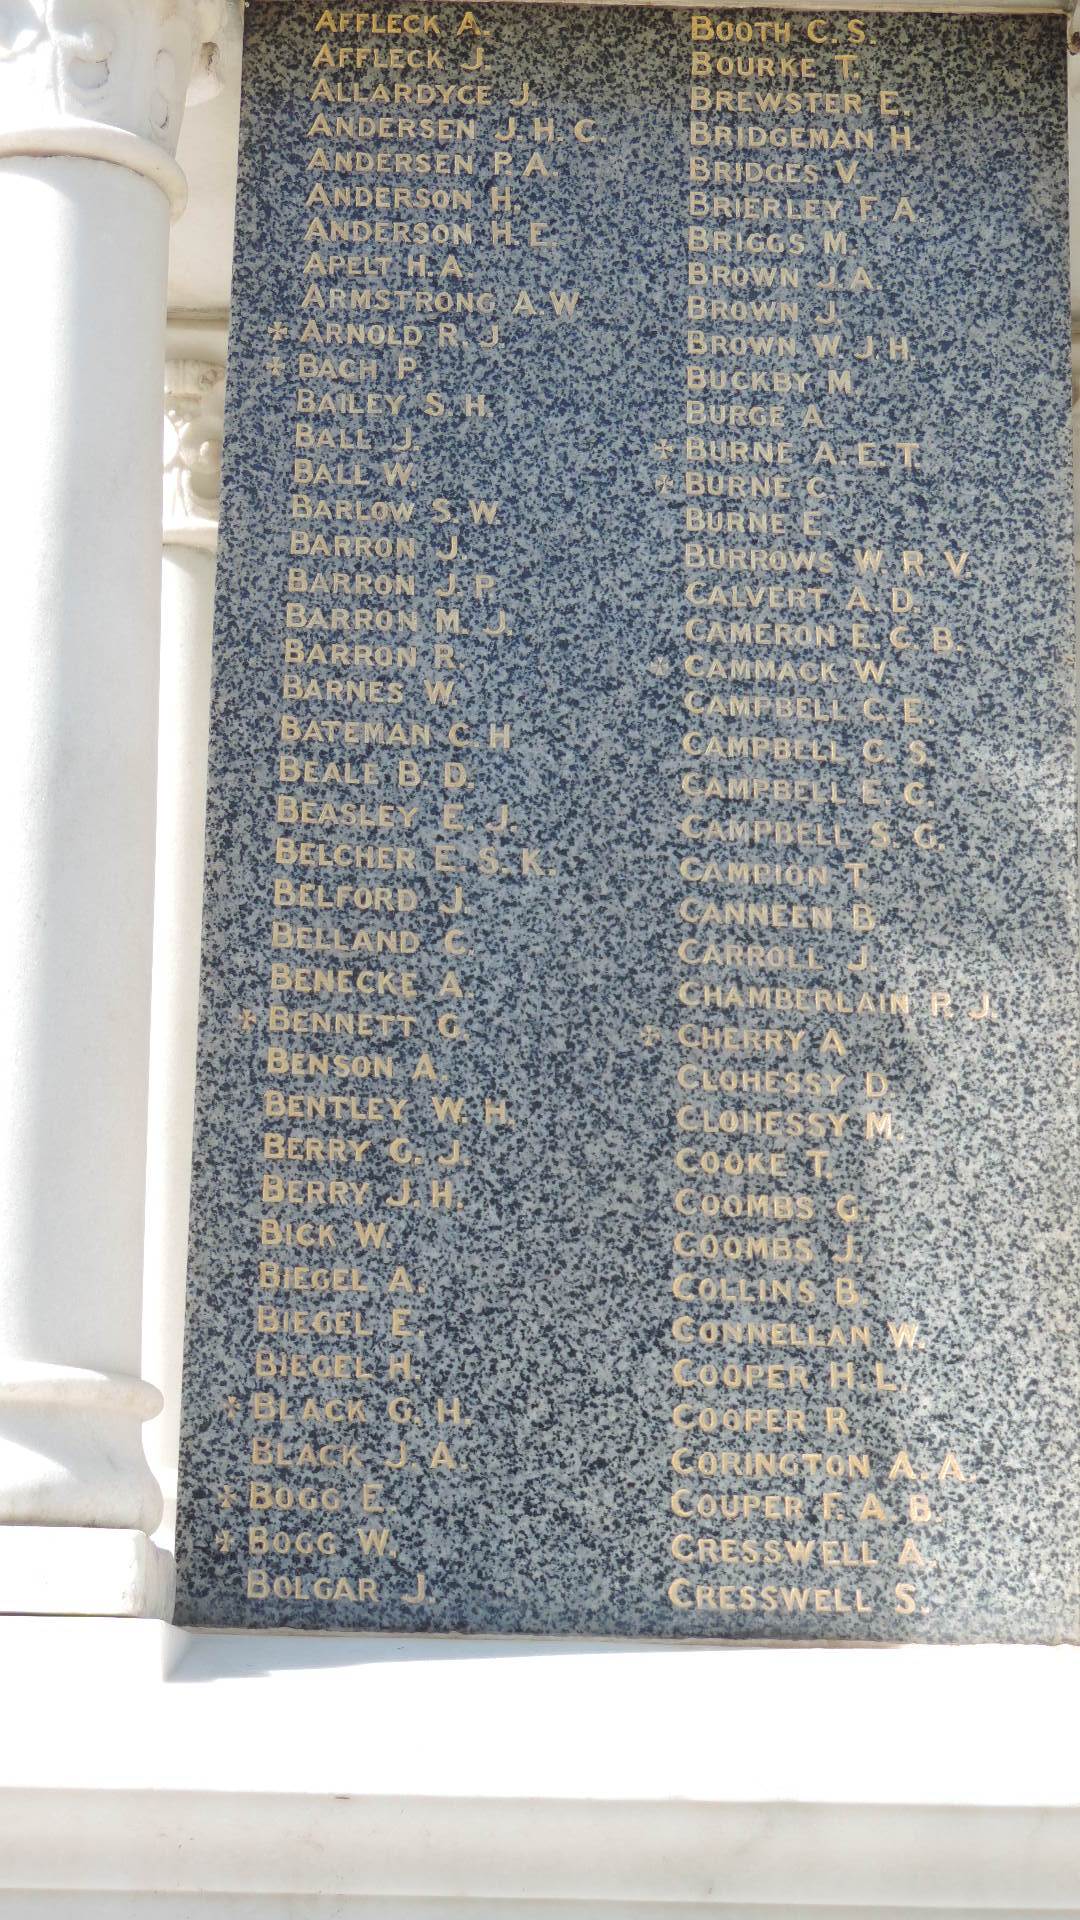 AFFLECK A.
AFFLECK J.
ALLARDYCE J.
ANDERSEN J.H.C.
ANDERSEN P.A.
ANDERSON H.
ANDERSON H.E.
APELT H.A.
ARMSTRONG A.W
✠ ARNOLD R.J.
✠ BACH P.
BAILEY S.H.
BALL J.
BALL W.
BARLOW S.W.
BARRON J.
BARRON J.P.
BARRON M.J.
BARRON R.
BARNES W.
BATEMAN C.H
BEALE B.D.
BEASLEY E.J.
BELCHER E.S.K.
BELFORD J.
BELLAND C.
BENECKE A.
✠ BENNETT G.
BENSON A.
BENTLEY W.H.
BERRY G.J.
BERRY J.H.
BICK W.
BIEGEL A.
BIEGEL E.
BIEGEL H.
✠ BLACK G.H.
BLACK J.A.
✠ BOGG E.
✠ BOGG W.
BOLGAR J.
BOOTH C.S.
BOURKE T.
BREWSTER E.
BRIDGEMAN H.
BRIDGES V.
BRIERLEY F.A.
BRIGGS M.
BROWN J.A.
BROWN J.
BROWN W.J.H.
BUCKBY M.
BURGE A.
✠ BURNE A.E.T.
✠ BURNE C.
BURNE E.
BURROWS W.R.V.
CALVERT A.D.
CAMERON E.C.B.
✠ CAMMACK W.
CAMPBELL C.E.
CAMPBELL C.S.
CAMPBELL E.C.
CAMPBELL S.G.
CAMPION T.
CANNEEN B.
CARROLL J.
CHAMBERLAIN P.J.
✠ CHERRY A
CLOHESSY D.
CLOHESSY M.
COOKE T.
COOMBS G.
COOMBS J.
COLLINS B.
CONNELLAN W.
COOPER H.L.
COOPER R.
CORINGTON A.A.
COUPER F.A.B.
CRESSWELL A.
CRESSWELL S.